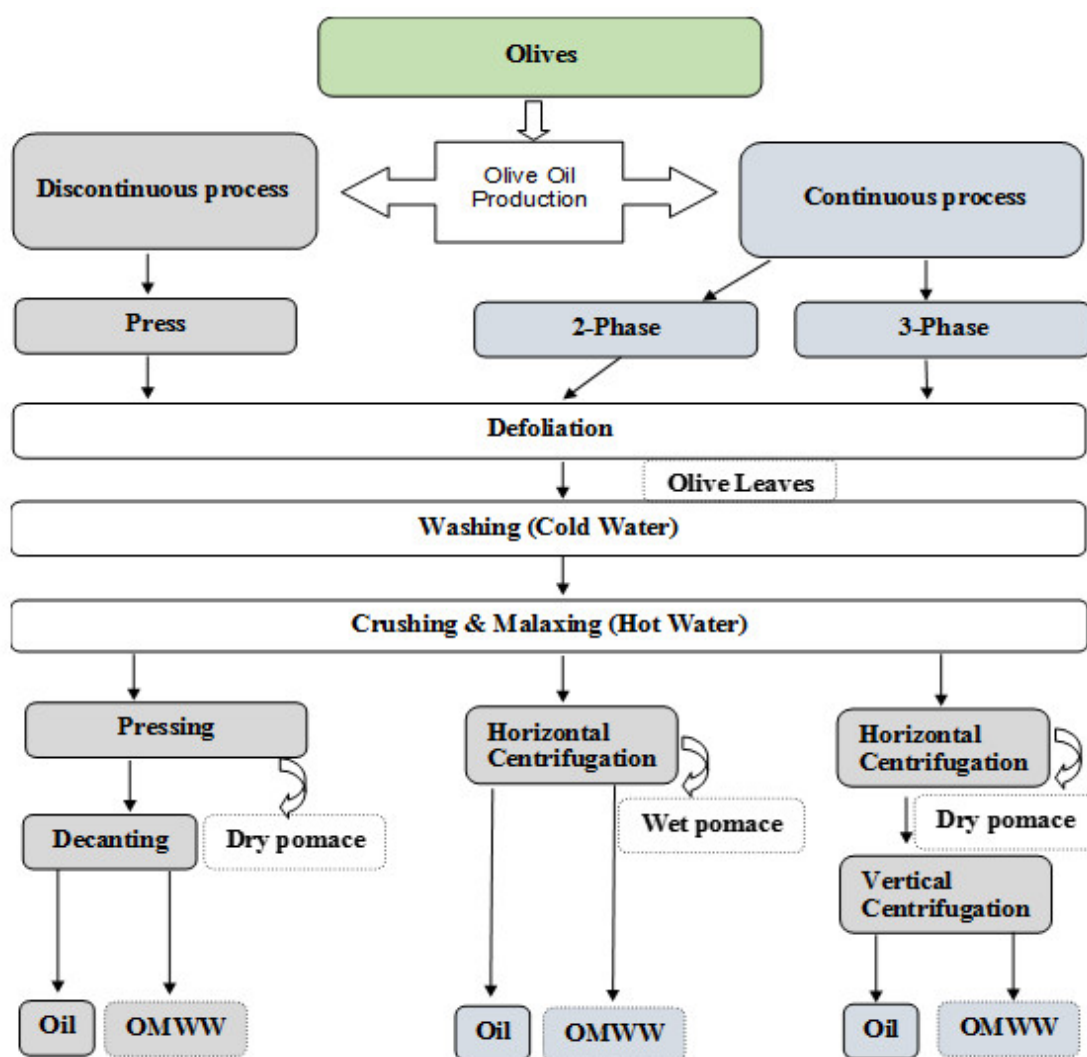 Olives
Olive Oil
Production
Discontinuous process
Continuous process
Press
2-Phase
3-Phase
Defoliation
Olive Leaves
Washing (Cold Water)
Crushing & Malaxing (Hot Water)
Pressing
Horizontal
Centrifugation
Horizontal
Centrifugation
Decanting
Dry pomace
Wet pomace
Dry pomace
Vertical
Centrifugation
Oil
OMWW
Oil
OMWW
Oil
OMWW